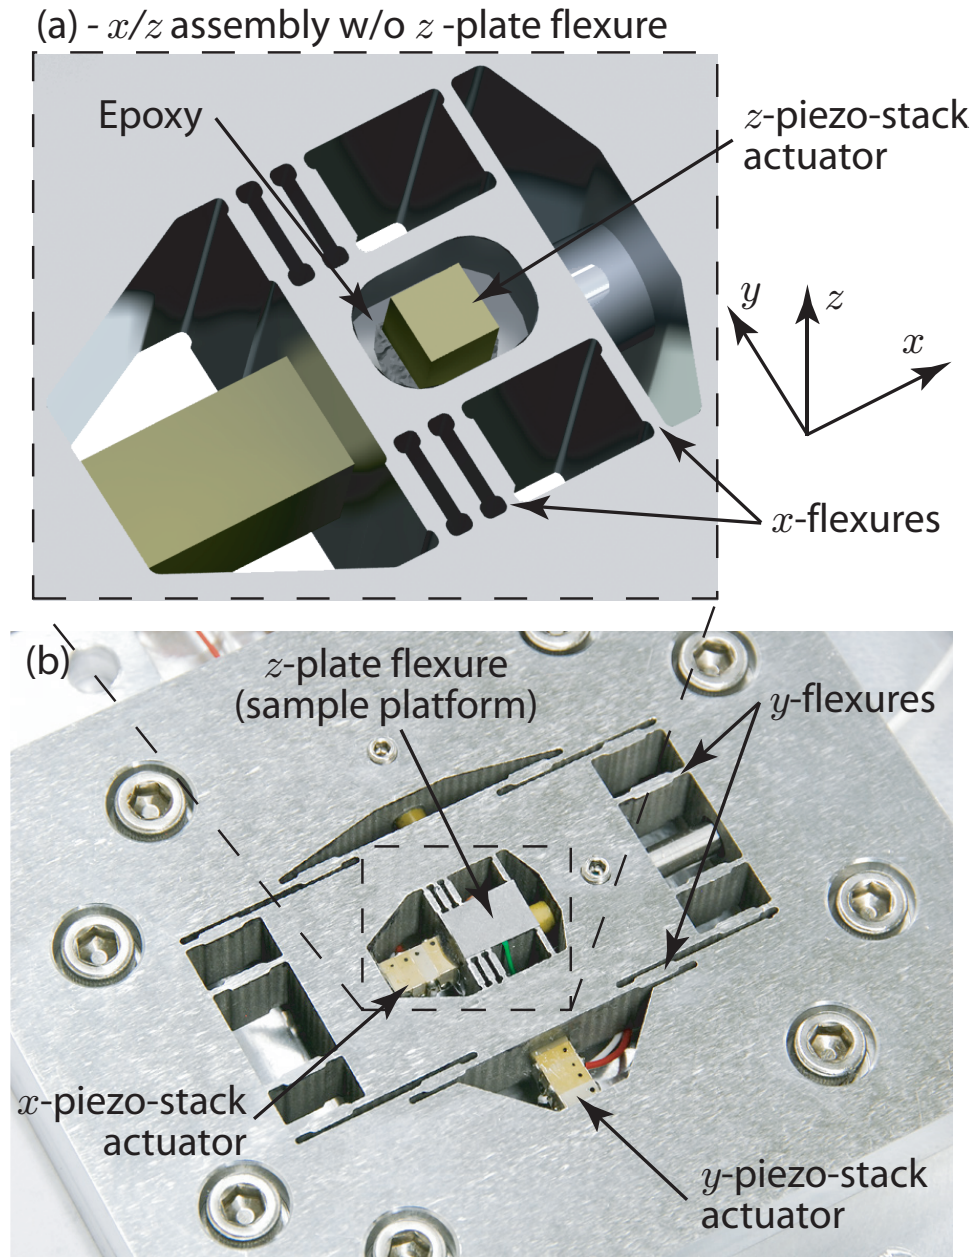 (a) - x/z assembly w/o z -plate flexure
Epoxy
z-piezo-stack
actuator
y
z
x
x-flexures
(b)
z-plate flexure
(sample platform)
y-flexures
x-piezo-stack
actuator
y-piezo-stack
actuator